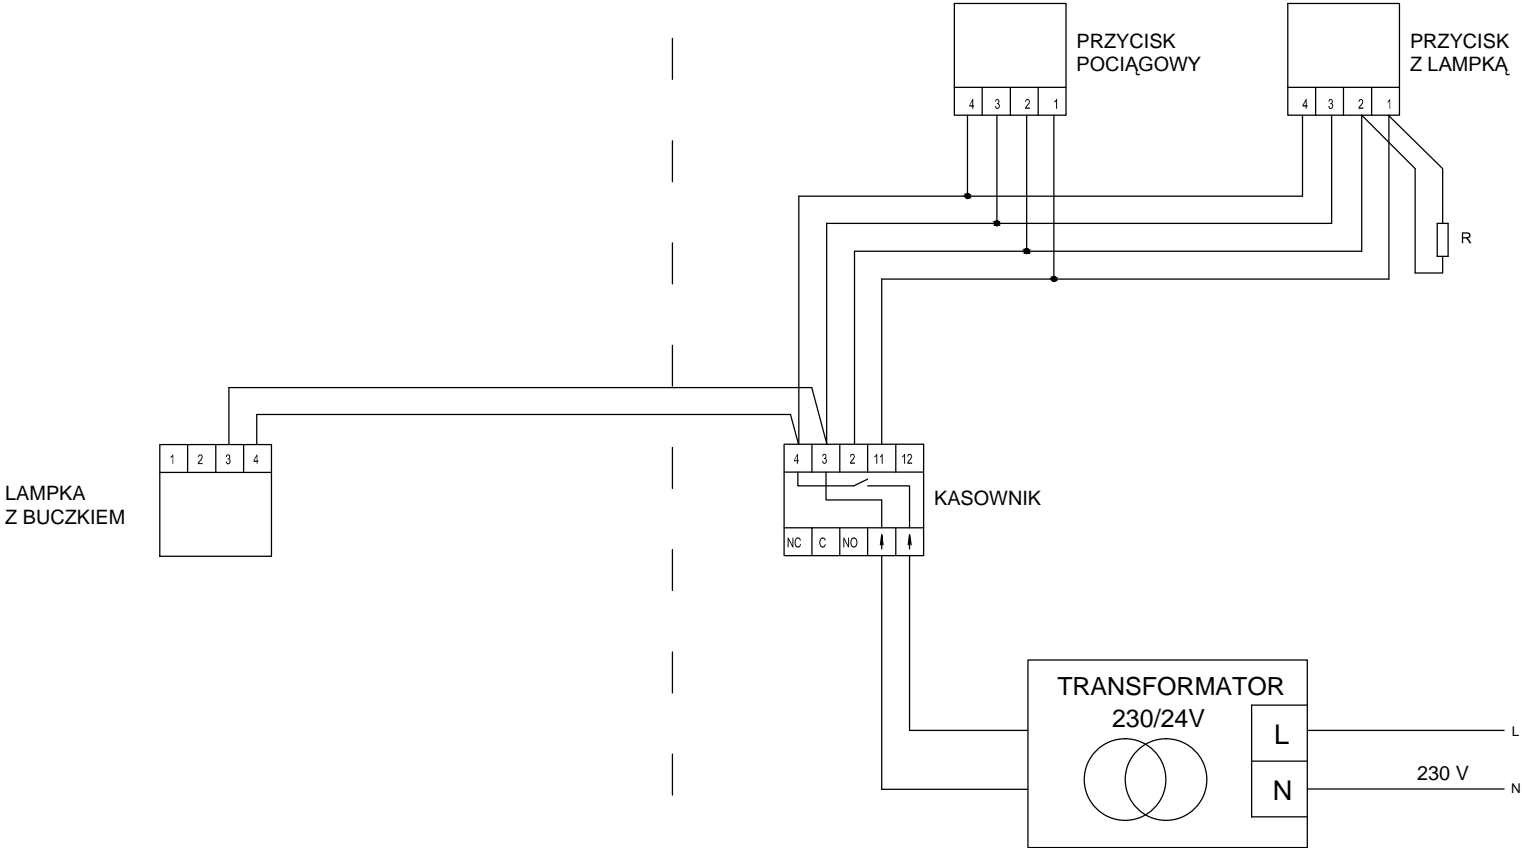 PRZYCISK
POCIĄGOWY
PRZYCISK
Z LAMPKĄ
4 3 2 1
4 3 2 1
R
1 2 3 4
LAMPKA
Z BUCZKIEM
4 3 2 11 12
KASOWNIK
NC C NO
TRANSFORMATOR
230/24V
L
L
230 V
N
N